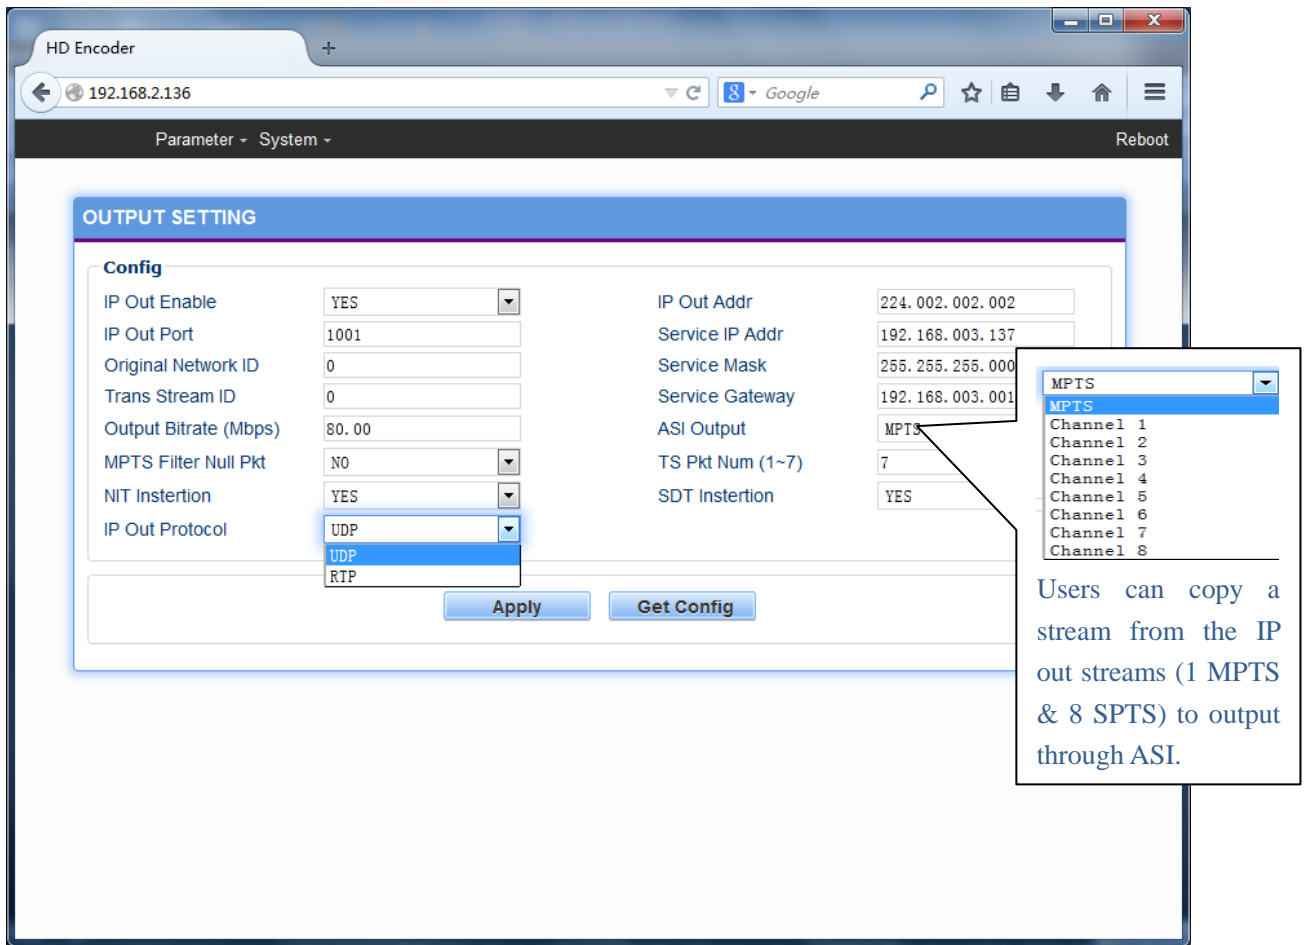 HD Encoder
192.168.2.136
Google
Parameter System Reboot
OUTPUT SETTING
Config
IP Out Enable YES IP Out Addr 224.002.002.002
IP Out Port 1001 Service IP Addr 192.168.003.137
Original Network ID 0 Service Mask 255.255.255.000
Trans Stream ID 0 Service Gateway 192.168.003.001
Output Bitrate (Mbps) 80.00 ASI Output MPTS
MPTS Filter Null Pkt NO TS Pkt Num (1~7) 7
NIT Instertion YES SDT Instertion YES
IP Out Protocol UDP
UDP
RTP
Apply Get Config
MPTS
MPTS
Channel 1
Channel 2
Channel 3
Channel 4
Channel 5
Channel 6
Channel 7
Channel 8
Users can copy a
stream from the IP
out streams (1 MPTS
& 8 SPTS) to output
through ASI.